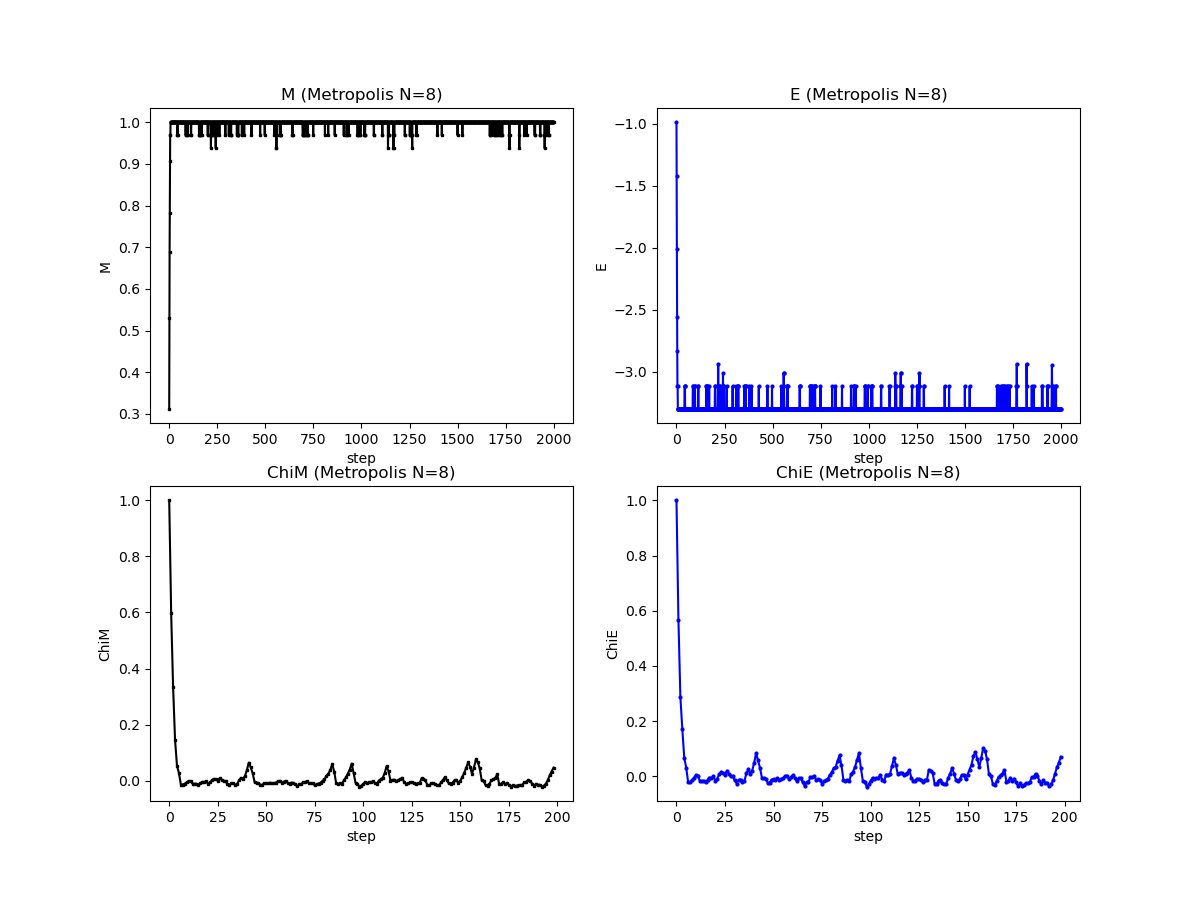 M (Metropolis N=8)
1.0
0.9
0.8
0.7
0.6
0.5
0.4
0.3
M
0 250 500 750 1000 1250 1500 1750 2000
step
E (Metropolis N=8)
−1.0
−1.5
−2.0
−2.5
−3.0
E
0 250 500 750 1000 1250 1500 1750 2000
step
ChiM (Metropolis N=8)
1.0
0.8
0.6
0.4
0.2
0.0
ChiM
0 25 50 75 100 125 150 175 200
step
ChiE (Metropolis N=8)
1.0
0.8
0.6
0.4
0.2
0.0
ChiE
0 25 50 75 100 125 150 175 200
step